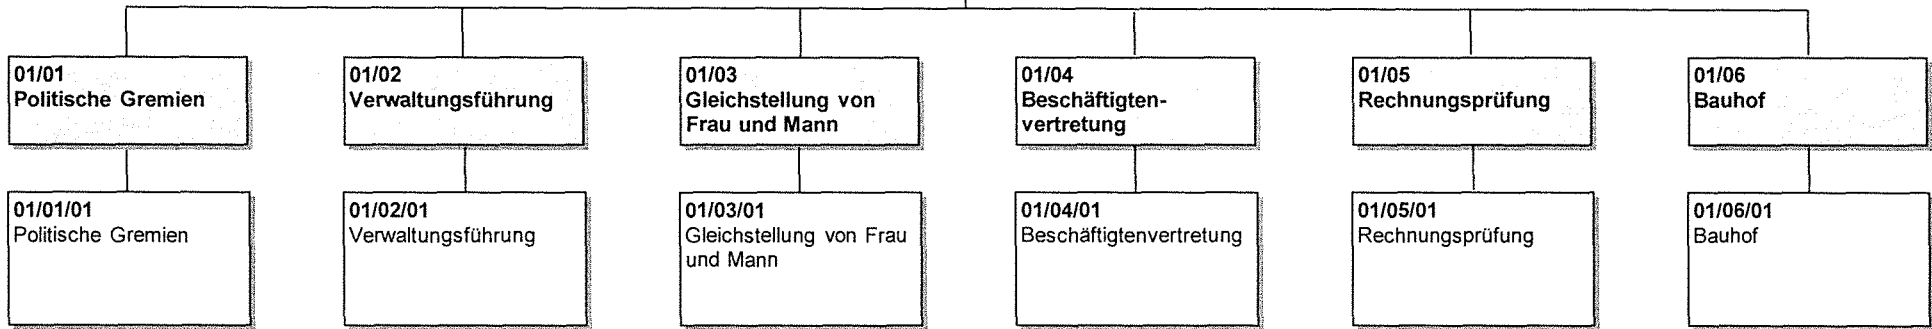 01/01
Politische Gremien
01/02
Verwaltungsführung
01/03
Gleichstellung von
Frau und Mann
01/04
Beschäftigten-
vertretung
01/05
Rechnungsprüfung
01/06
Bauhof
01/01/01
Politische Gremien
01/02/01
Verwaltungsführung
01/03/01
Gleichstellung von Frau
und Mann
01/04/01
Beschäftigtenvertretung
01/05/01
Rechnungsprüfung
01/06/01
Bauhof